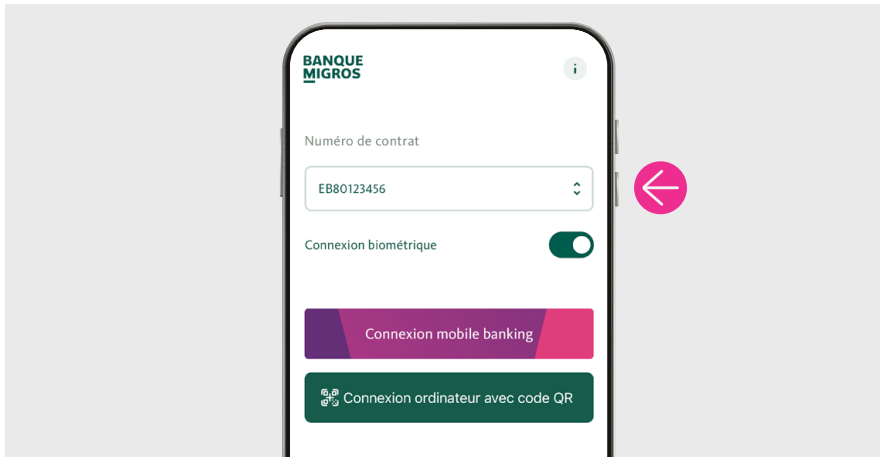 BANQUE
MIGROS
i
Numéro de contrat
EB80123456
Connexion biométrique
Connexion mobile banking
Connexion ordinateur avec code QR